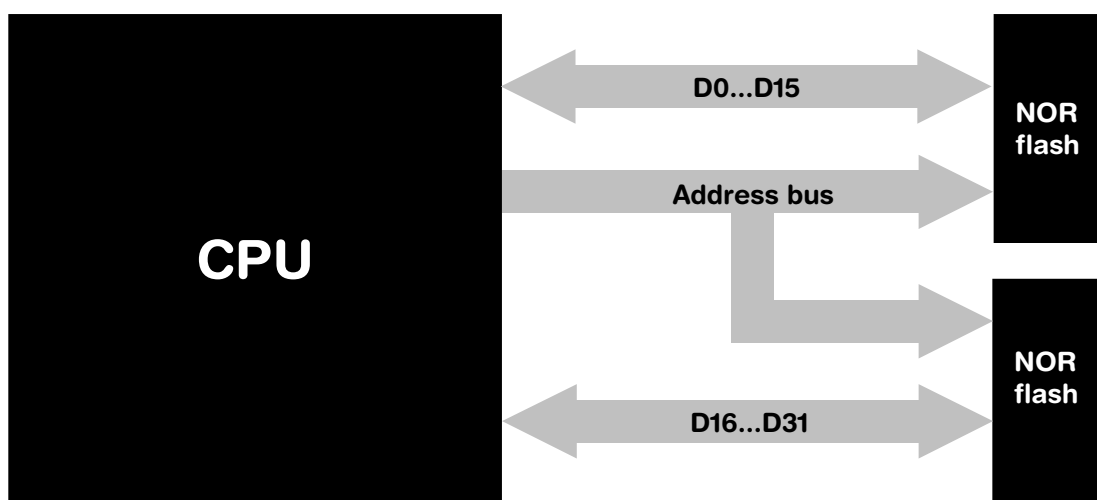 D0...D15
NOR
flash
Address bus
CPU
NOR
flash
D16...D31